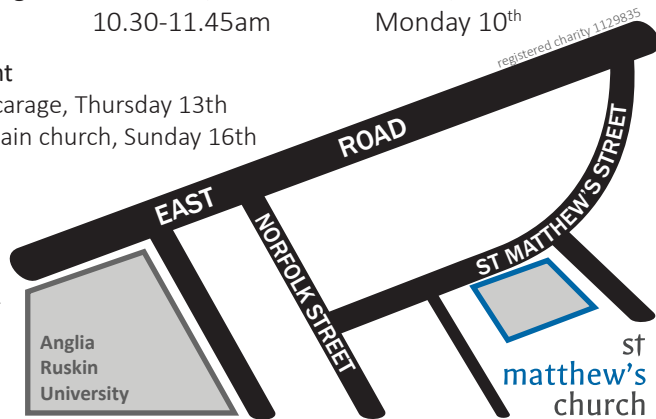 10.30-11.45am Monday 10th
registered charity 1129835
carage, Thursday 13th
ain church, Sunday 16th
EAST ROAD
NORFOLK STREET
ST MATTHEW'S STREET
Anglia
Ruskin
University
st
matthew's
church